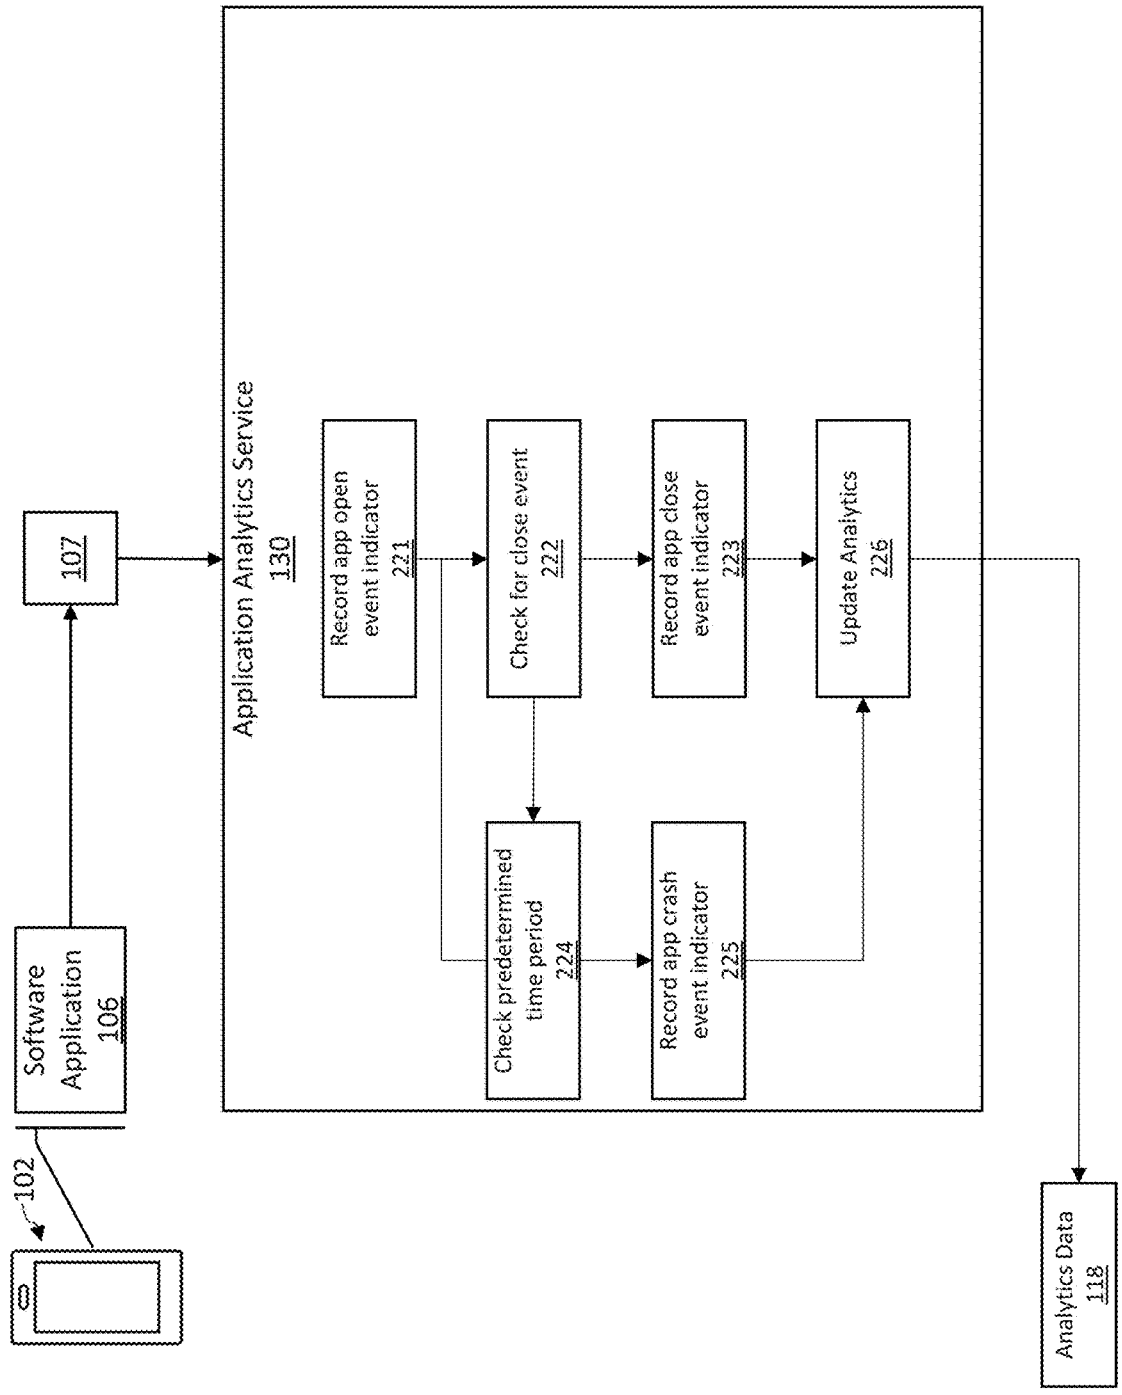 102
Software
Application
106
107
Application Analytics Service
130
Record app open
event indicator
221
Check for close event
222
Record app close
event indicator
223
Update Analytics
226
Check predetermined
time period
224
Record app crash
event indicator
225
Analytics Data
118